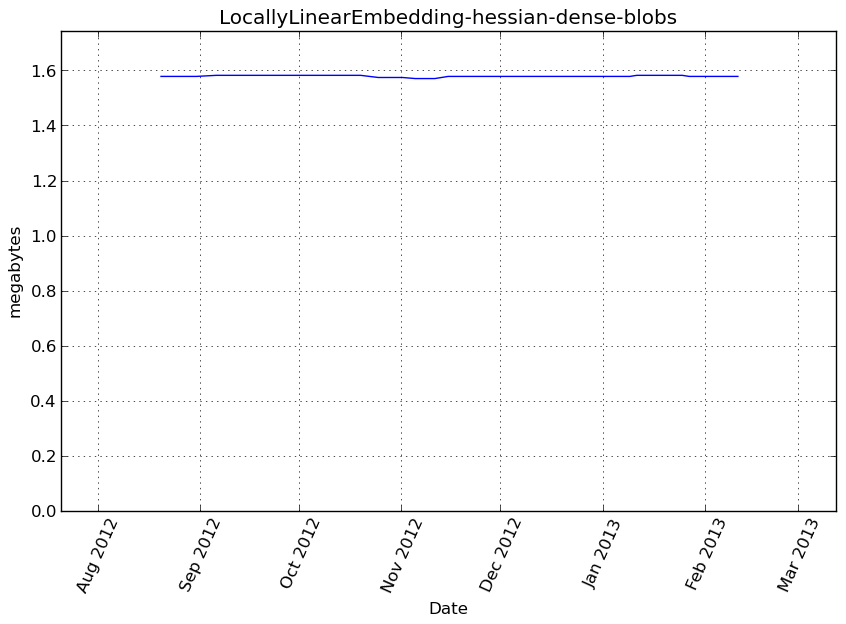 LocallyLinearEmbedding-hessian-dense-blobs
megabytes
1.6
1.4
1.2
1.0
0.8
0.6
0.4
0.2
0.0
Aug 2012
Sep 2012
Oct 2012
Nov 2012
Dec 2012
Jan 2013
Feb 2013
Mar 2013
Date